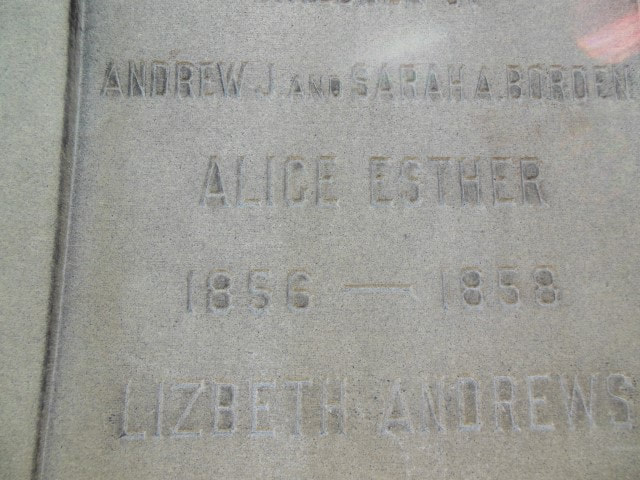 ANDREW J. AND SARAH A. BORDEN
ALICE ESTHER
1856 — 1858
LIZBETH ANDREWS